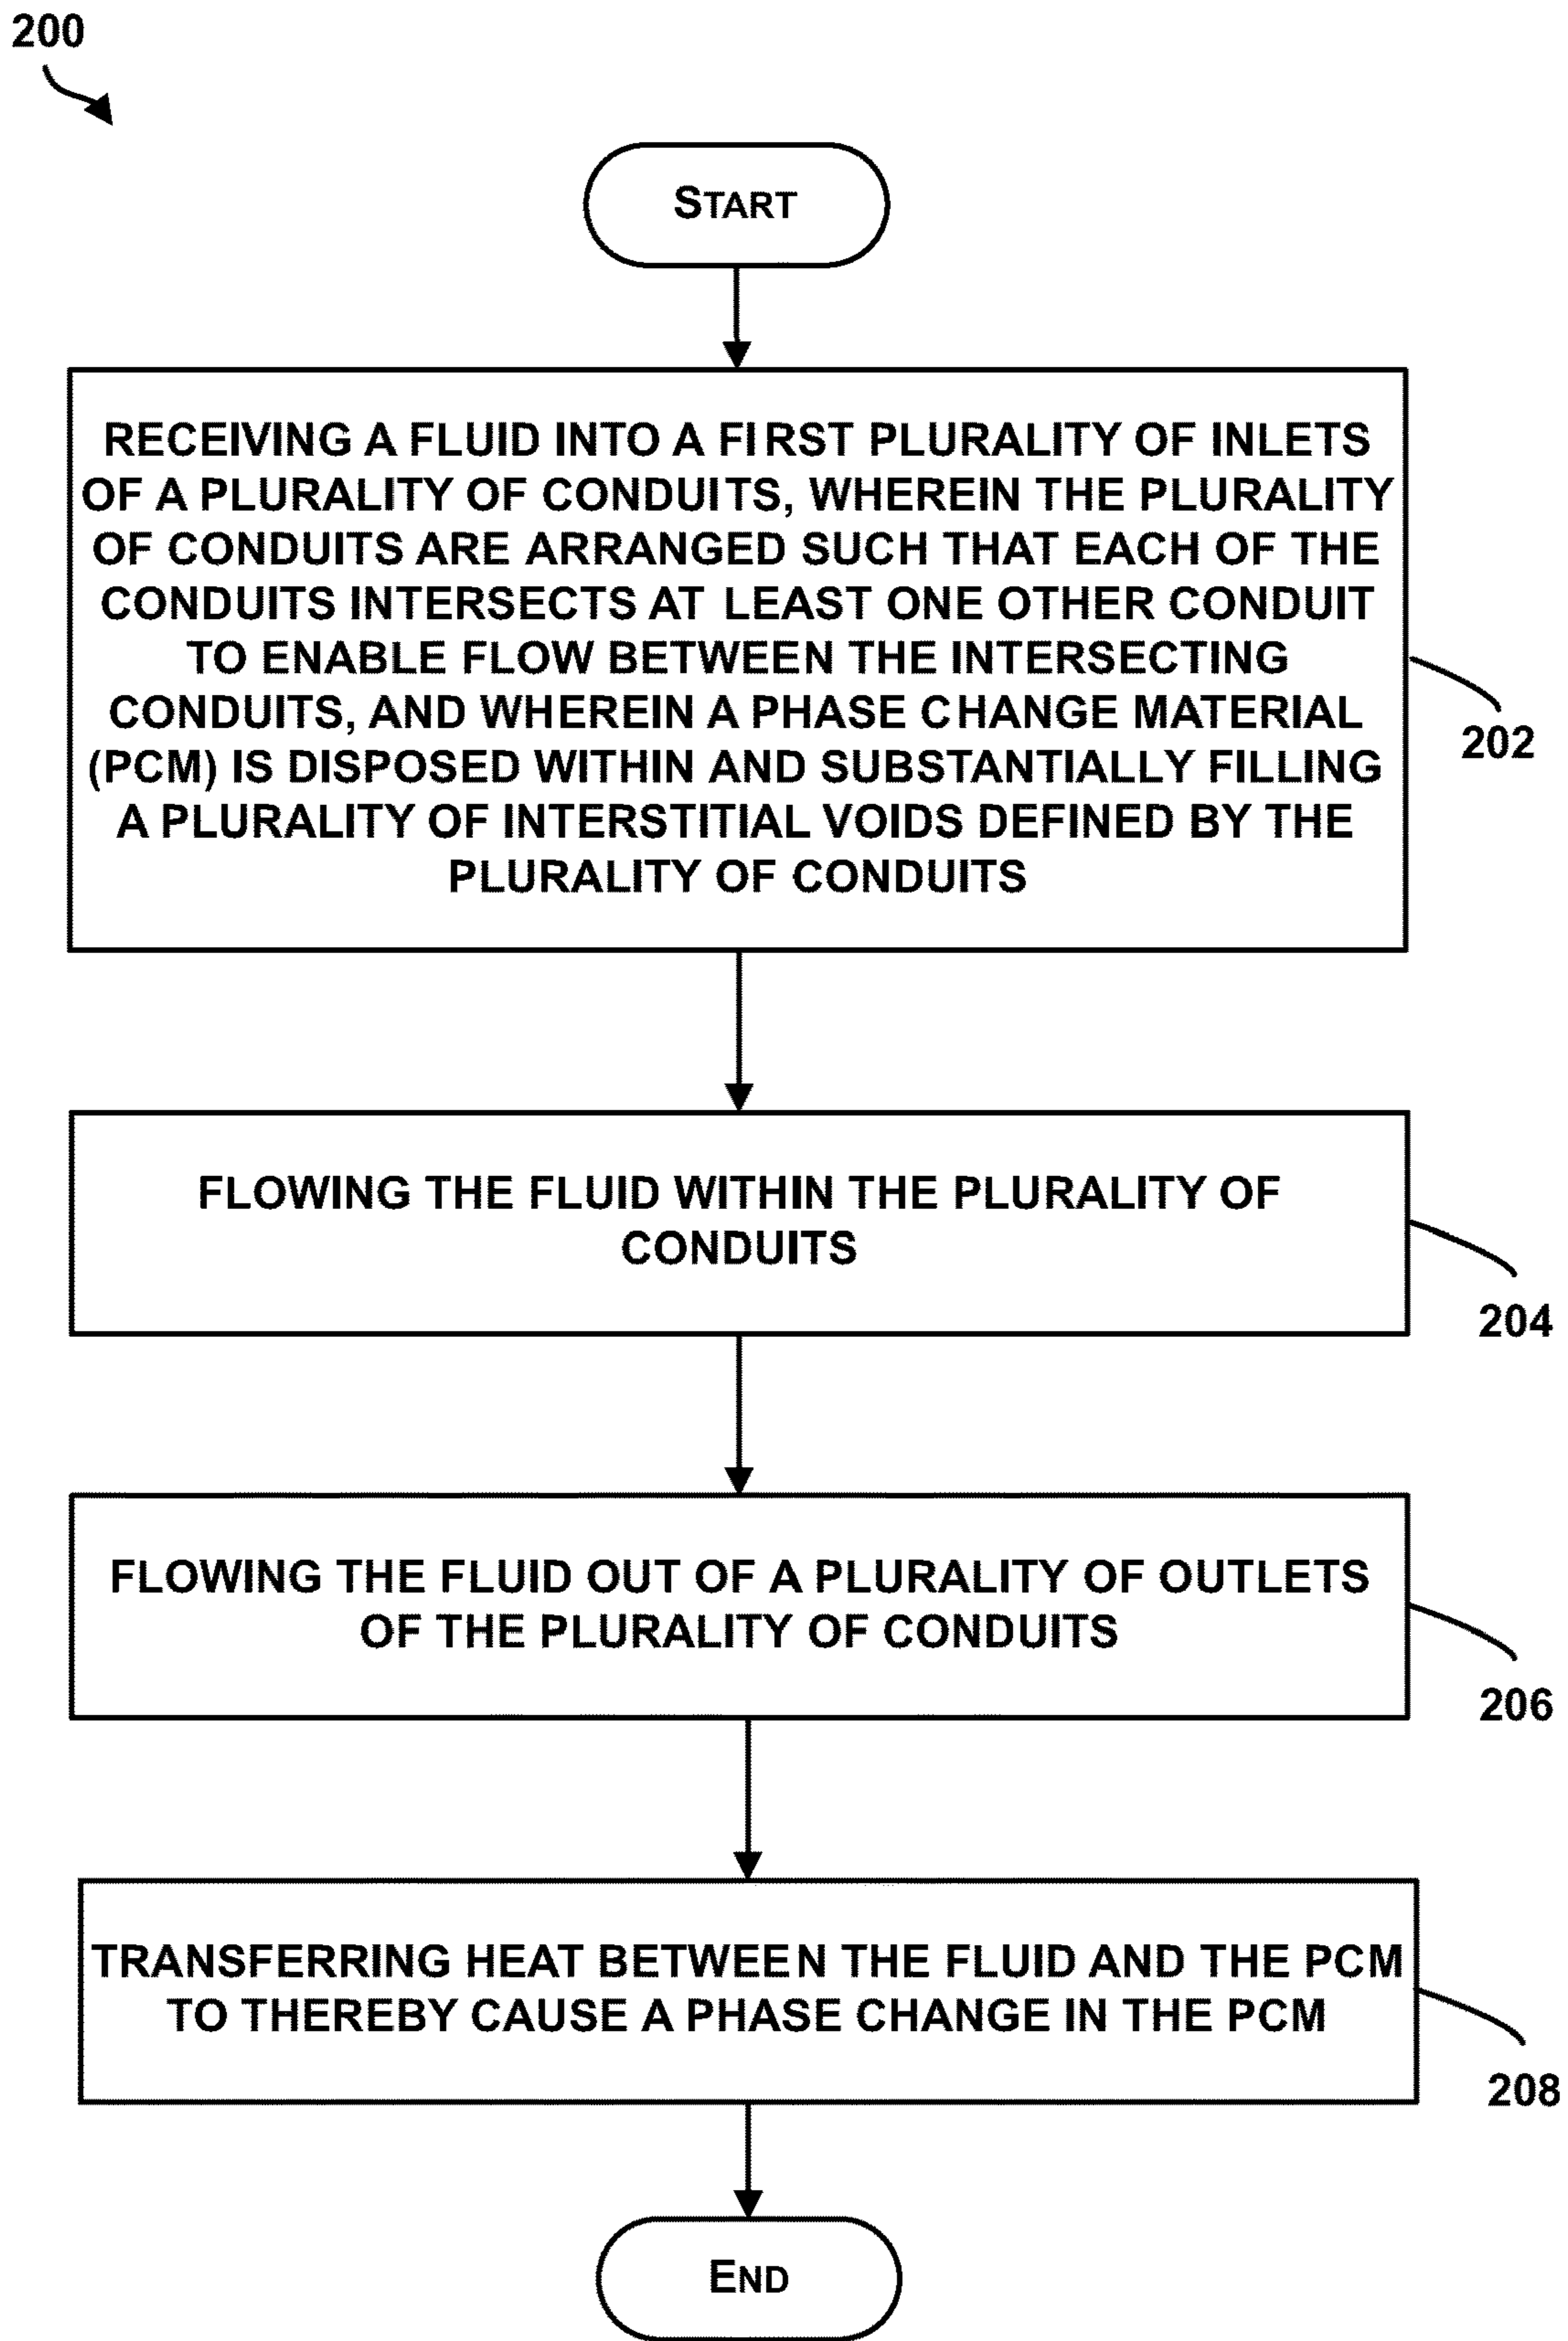 200
START
RECEIVING A FLUID INTO A FIRST PLURALITY OF INLETS
OF A PLURALITY OF CONDUITS, WHEREIN THE PLURALITY
OF CONDUITS ARE ARRANGED SUCH THAT EACH OF THE
CONDUITS INTERSECTS AT LEAST ONE OTHER CONDUIT
TO ENABLE FLOW BETWEEN THE INTERSECTING
CONDUITS, AND WHEREIN A PHASE CHANGE MATERIAL
(PCM) IS DISPOSED WITHIN AND SUBSTANTIALLY FILLING
A PLURALITY OF INTERSTITIAL VOIDS DEFINED BY THE
PLURALITY OF CONDUITS
202
FLOWING THE FLUID WITHIN THE PLURALITY OF
CONDUITS
204
FLOWING THE FLUID OUT OF A PLURALITY OF OUTLETS
OF THE PLURALITY OF CONDUITS
206
TRANSFERRING HEAT BETWEEN THE FLUID AND THE PCM
TO THEREBY CAUSE A PHASE CHANGE IN THE PCM
208
END